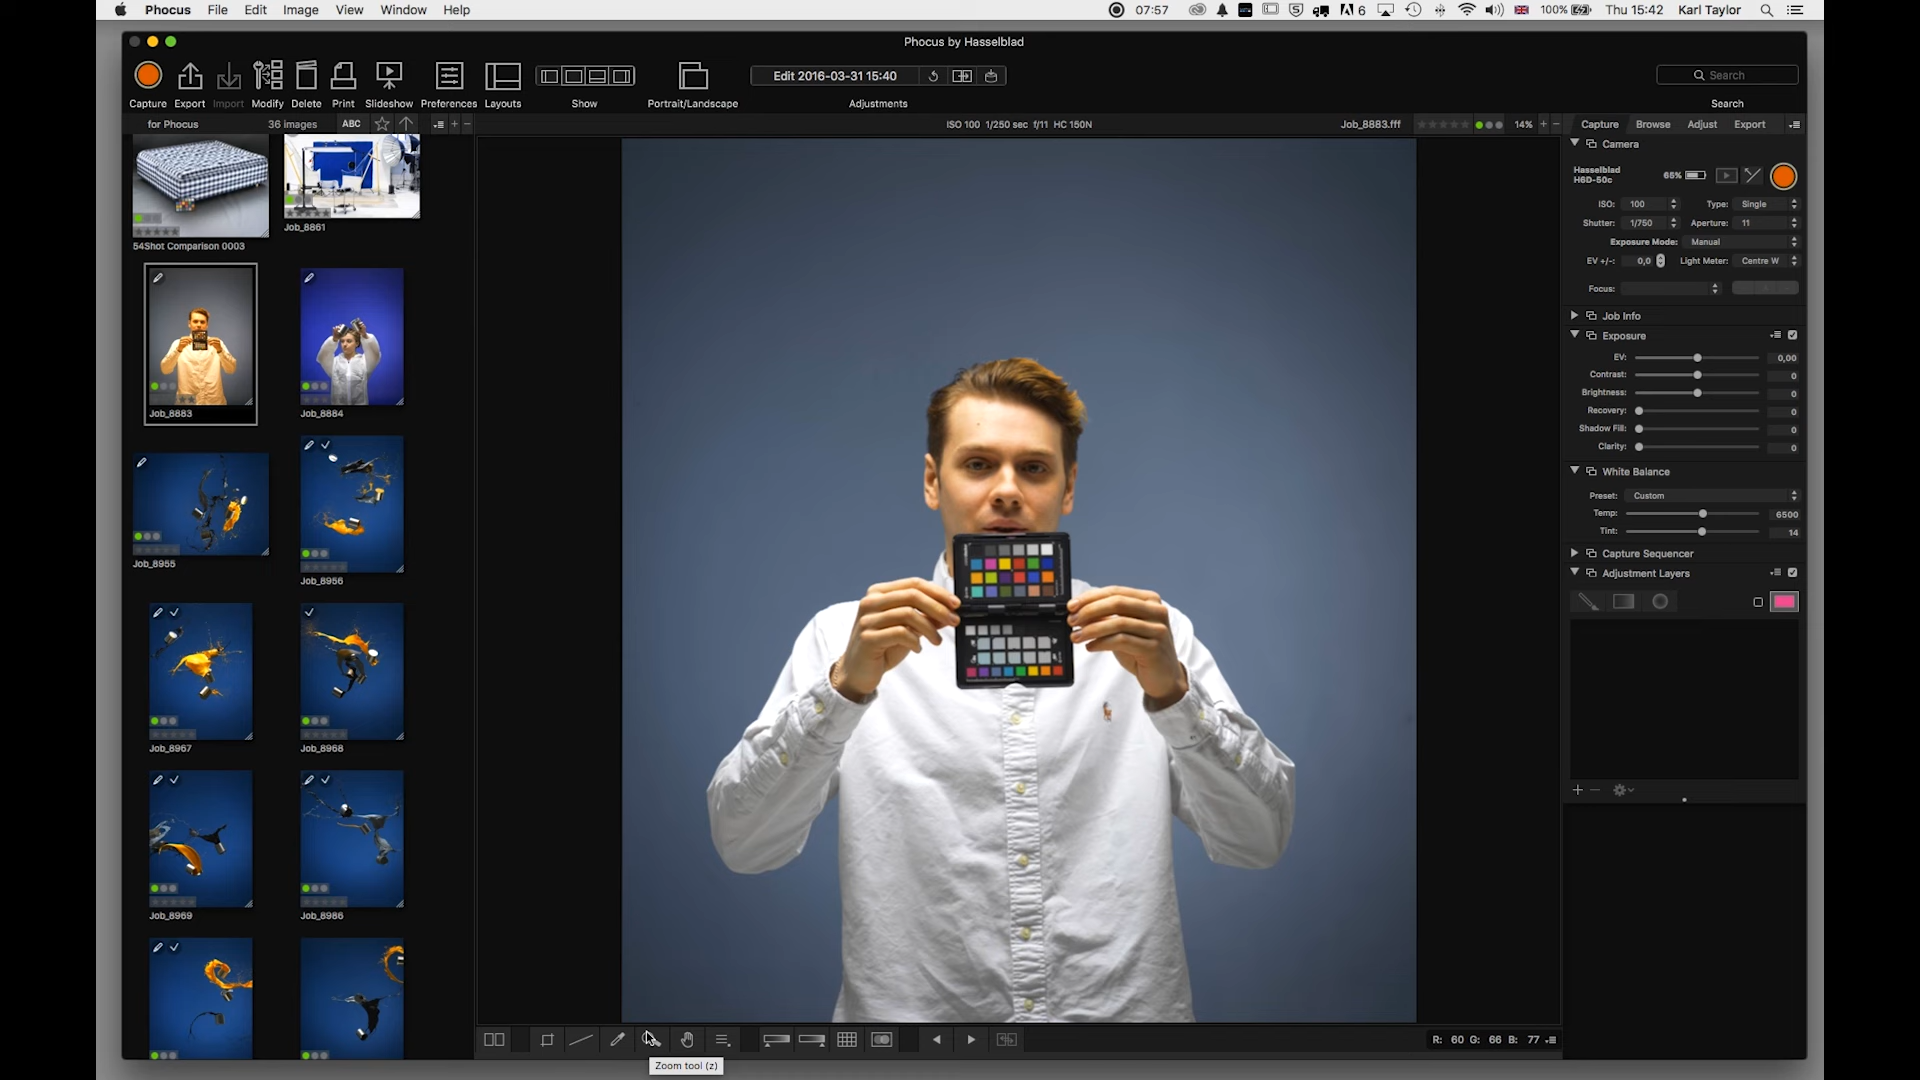 Phocus File Edit Image View Window Help
07:57
6
100%
Thu 15:42
Karl Taylor
Phocus by Hasselblad
Capture Export Import Modify Delete Print Slideshow Preferences Layouts Show Portrait/Landscape
Edit 2016-03-31 15:40
Adjustments
Search
Search
for Phocus
36 images
ABC
ISO 100 1/250 sec f/11 HC 150N
Job_8883.fff
14% + −
Capture Browse Adjust Export
Camera
Hasselblad
H6D-50c
65%
ISO: 100 Type: Single
Shutter: 1/750 Aperture: 11
Exposure Mode: Manual
EV +/-: 0,0 Light Meter: Centre W
Focus:
Job Info
Exposure
EV: 0,00
Contrast: 0
Brightness: 0
Recovery: 0
Shadow Fill: 0
Clarity: 0
White Balance
Preset: Custom
Temp: 6500
Tint: 14
Capture Sequencer
Adjustment Layers
54Shot Comparison 0003
Job_8861
Job_8883
Job_8884
Job_8955
Job_8956
Job_8967
Job_8968
Job_8969
Job_8986
R: 60 G: 66 B: 77
Zoom tool (z)